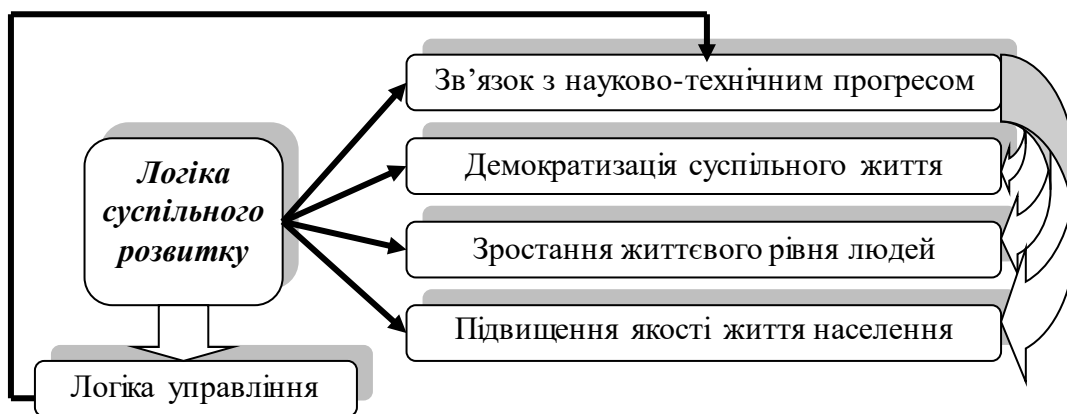 Зв’язок з науково-технічним прогресом
Демократизація суспільного життя
Логіка
суспільного
розвитку
Зростання життєвого рівня людей
Підвищення якості життя населення
Логіка управління